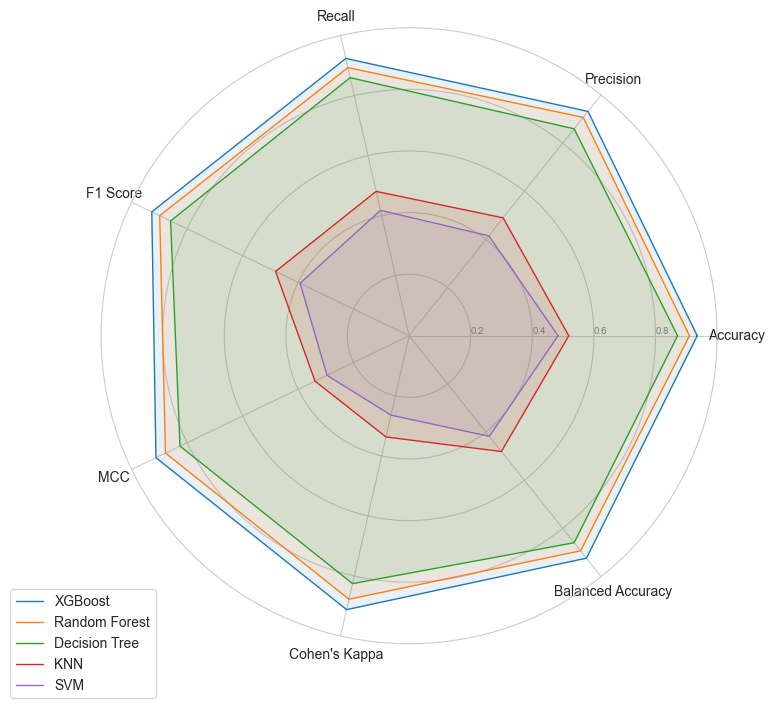 Recall
Precision
F1 Score
0.2
0.4
0.6
0.8
Accuracy
MCC
Balanced Accuracy
Cohen's Kappa
XGBoost
Random Forest
Decision Tree
KNN
SVM